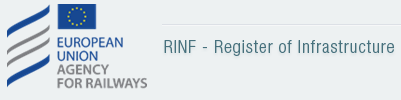 EUROPEAN
UNION
AGENCY
FOR RAILWAYS
RINF - Register of Infrastructure